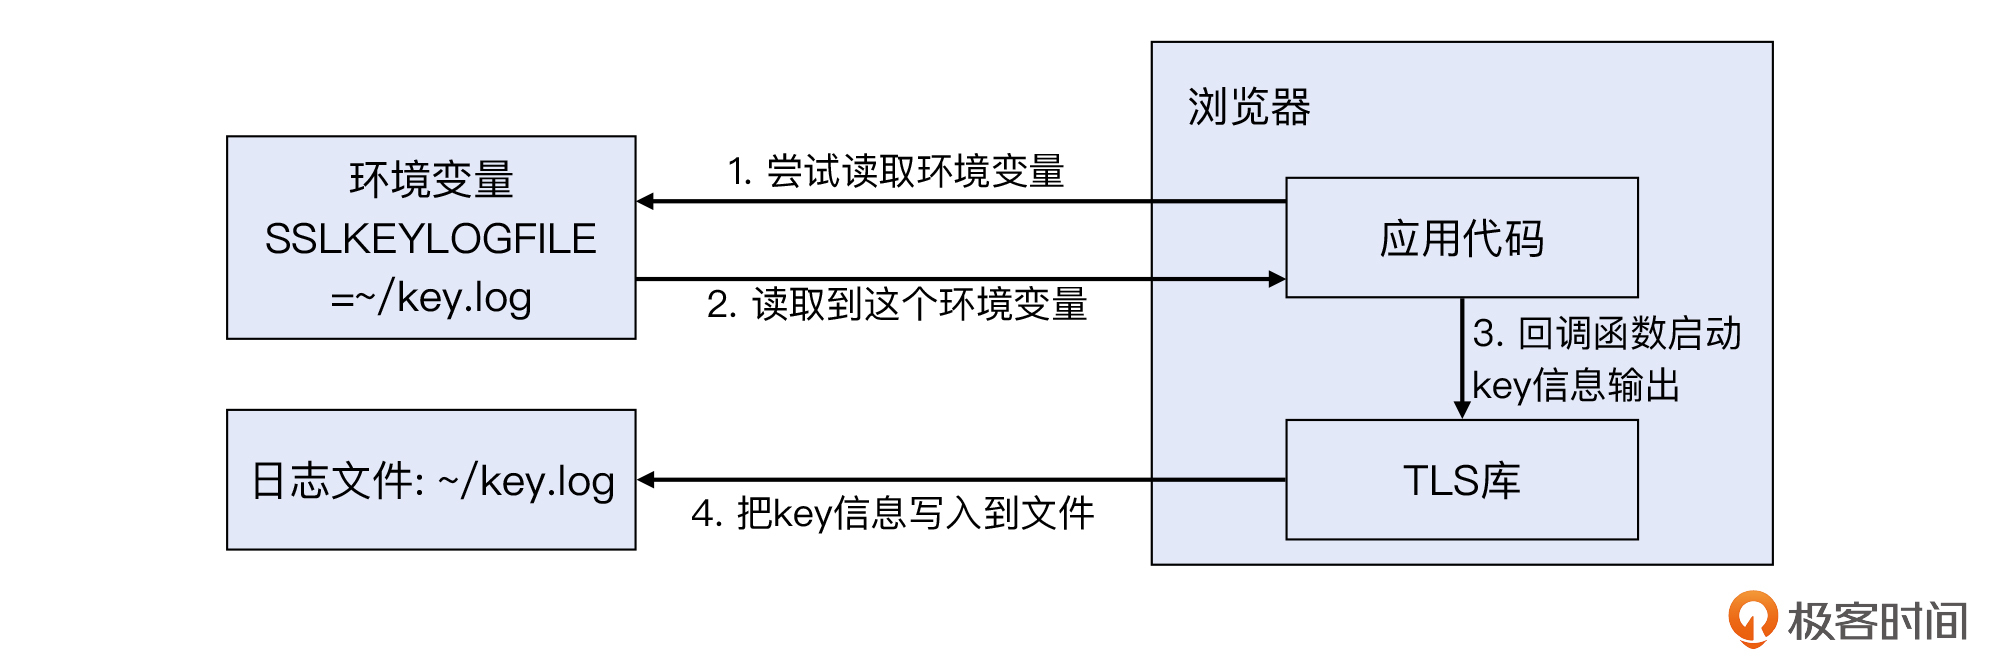 浏览器
环境变量
SSLKEYLOGFILE
=~/key.log
1. 尝试读取环境变量
应用代码
2. 读取到这个环境变量
3. 回调函数启动
key信息输出
日志文件: ~/key.log
TLS库
4. 把key信息写入到文件
极客时间